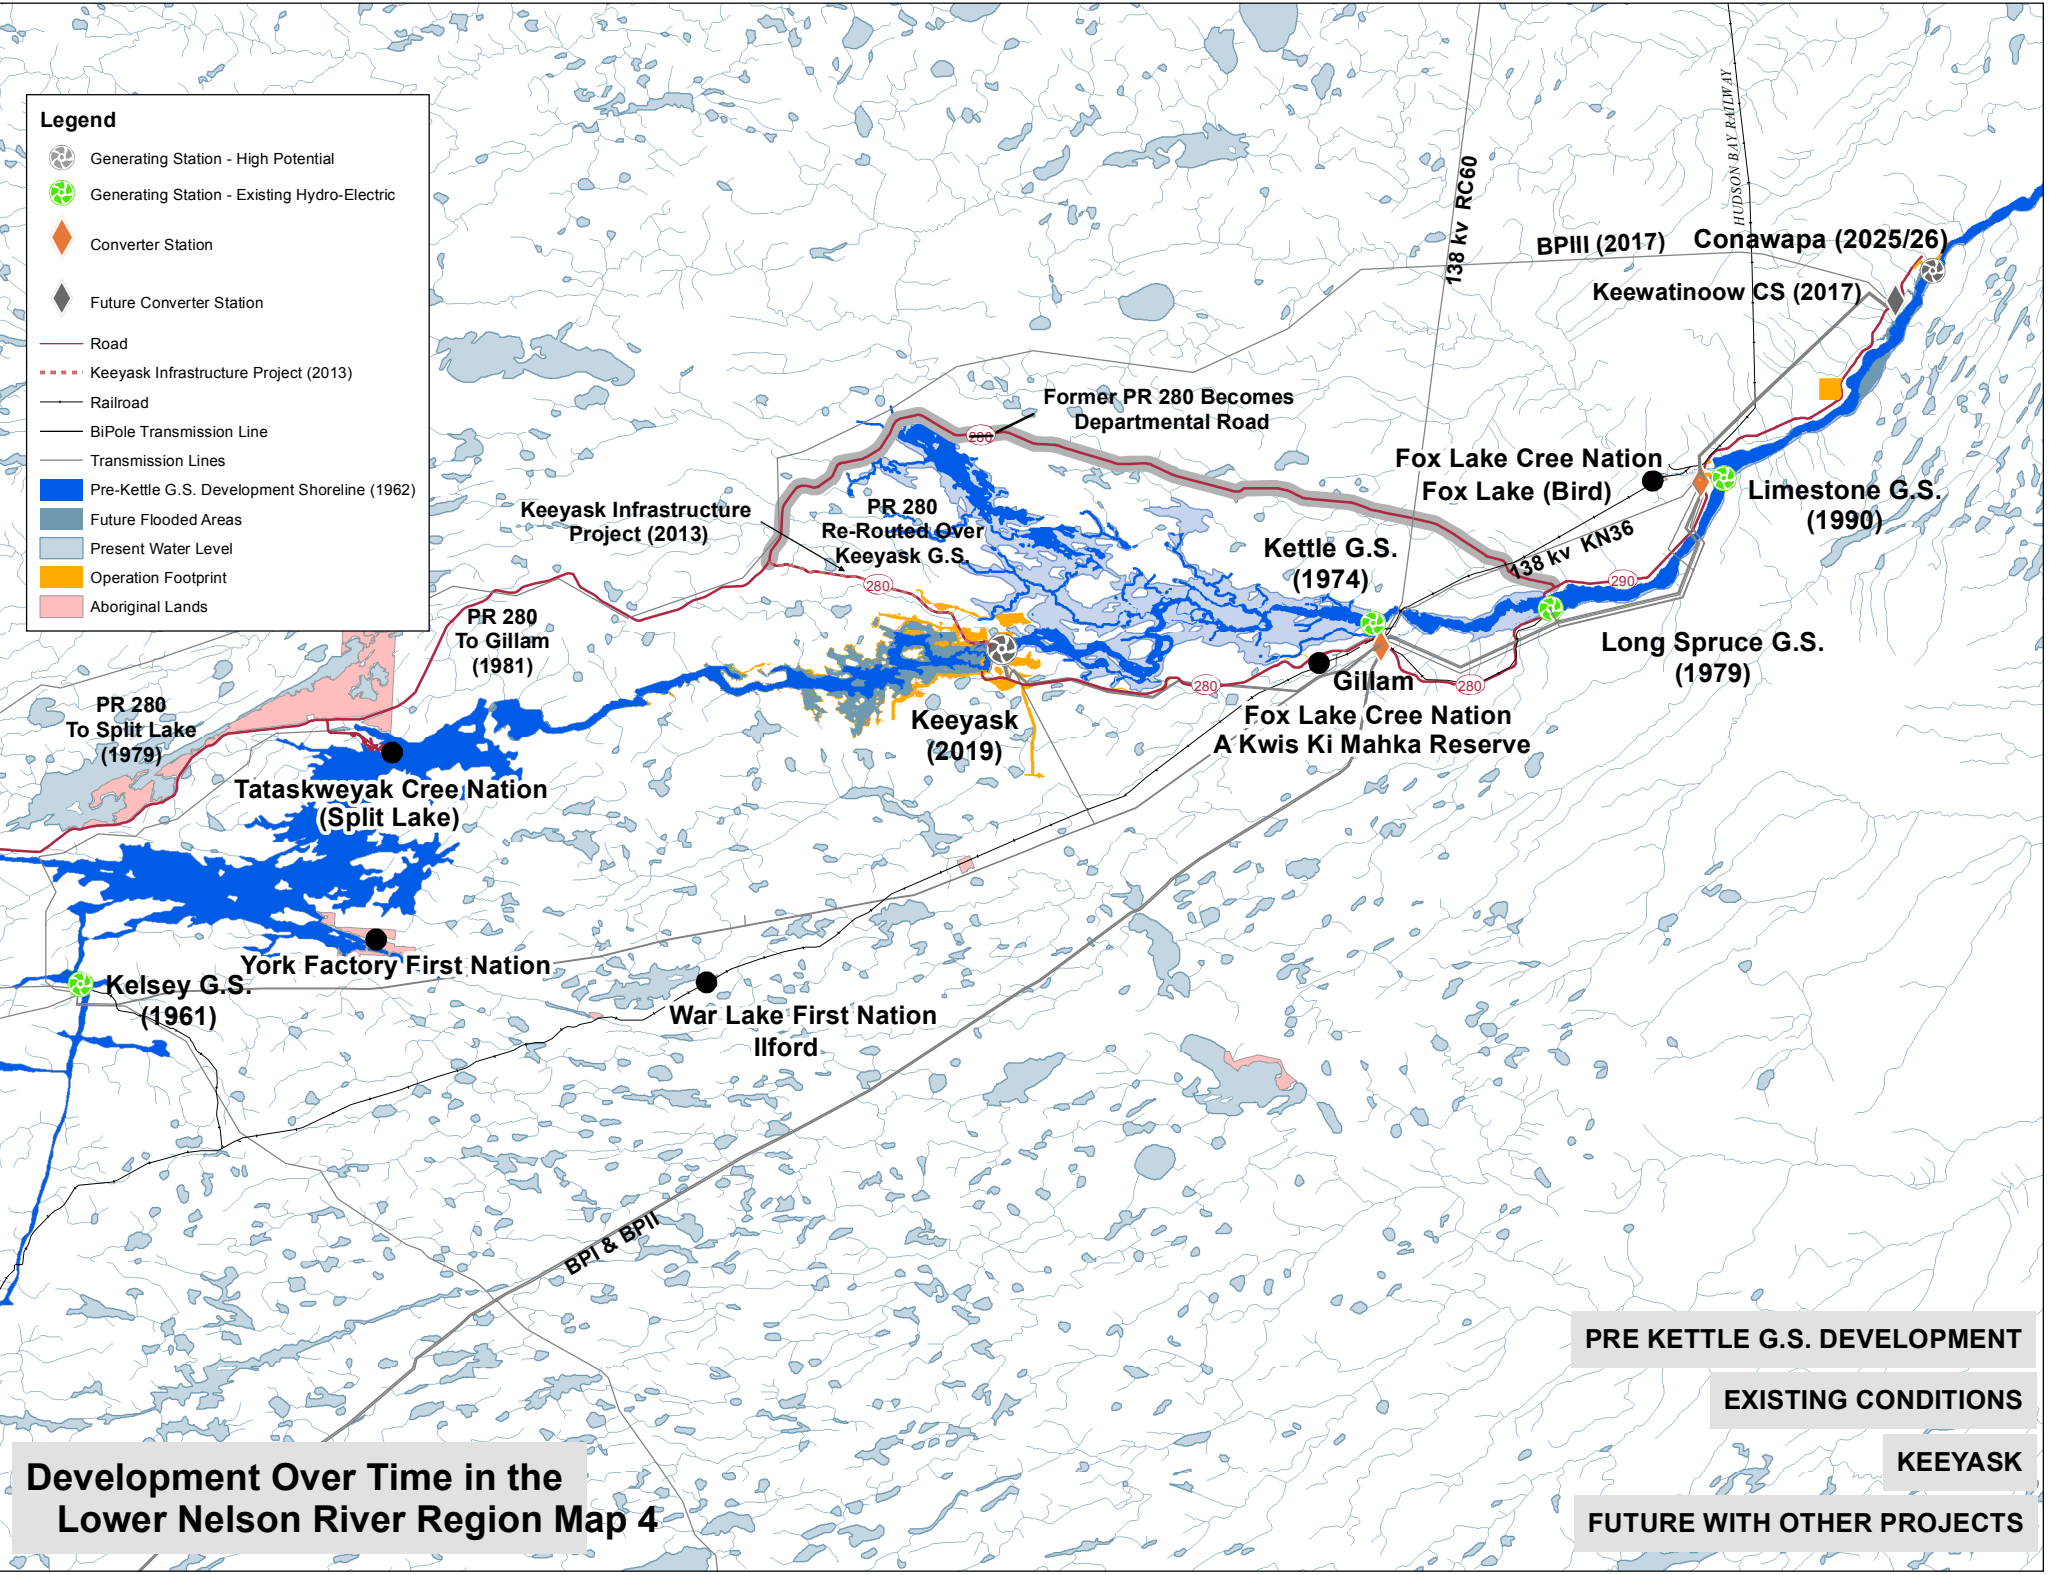 Legend
Generating Station - High Potential
Generating Station - Existing Hydro-Electric
Converter Station
Future Converter Station
Road
Keeyask Infrastructure Project (2013)
Railroad
BiPole Transmission Line
Transmission Lines
Pre-Kettle G.S. Development Shoreline (1962)
Future Flooded Areas
Present Water Level
Operation Footprint
Aboriginal Lands
HUDSON BAY RAILWAY
138 kv RC60
BPIII (2017)
Conawapa (2025/26)
Keewatinoow CS (2017)
Former PR 280 Becomes
Departmental Road
280
Fox Lake Cree Nation
Fox Lake (Bird)
Limestone G.S.
(1990)
Keeyask Infrastructure
Project (2013)
PR 280
Re-Routed Over
Keeyask G.S.
280
Kettle G.S.
(1974)
138 kv KN36
290
PR 280
To Gillam
(1981)
Long Spruce G.S.
(1979)
Gillam
280
280
PR 280
To Split Lake
(1979)
Keeyask
(2019)
Fox Lake Cree Nation
A Kwis Ki Mahka Reserve
Tataskweyak Cree Nation
(Split Lake)
York Factory First Nation
Kelsey G.S.
(1961)
War Lake First Nation
Ilford
BPI & BPII
PRE KETTLE G.S. DEVELOPMENT
EXISTING CONDITIONS
KEEYASK
FUTURE WITH OTHER PROJECTS
Development Over Time in the
Lower Nelson River Region Map 4